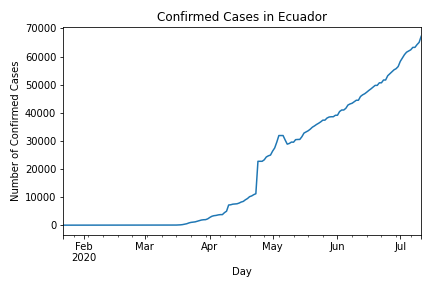 Confirmed Cases in Ecuador
70000
60000
50000
40000
30000
20000
10000
0
Number of Confirmed Cases
Feb Mar Apr May Jun Jul
2020
Day